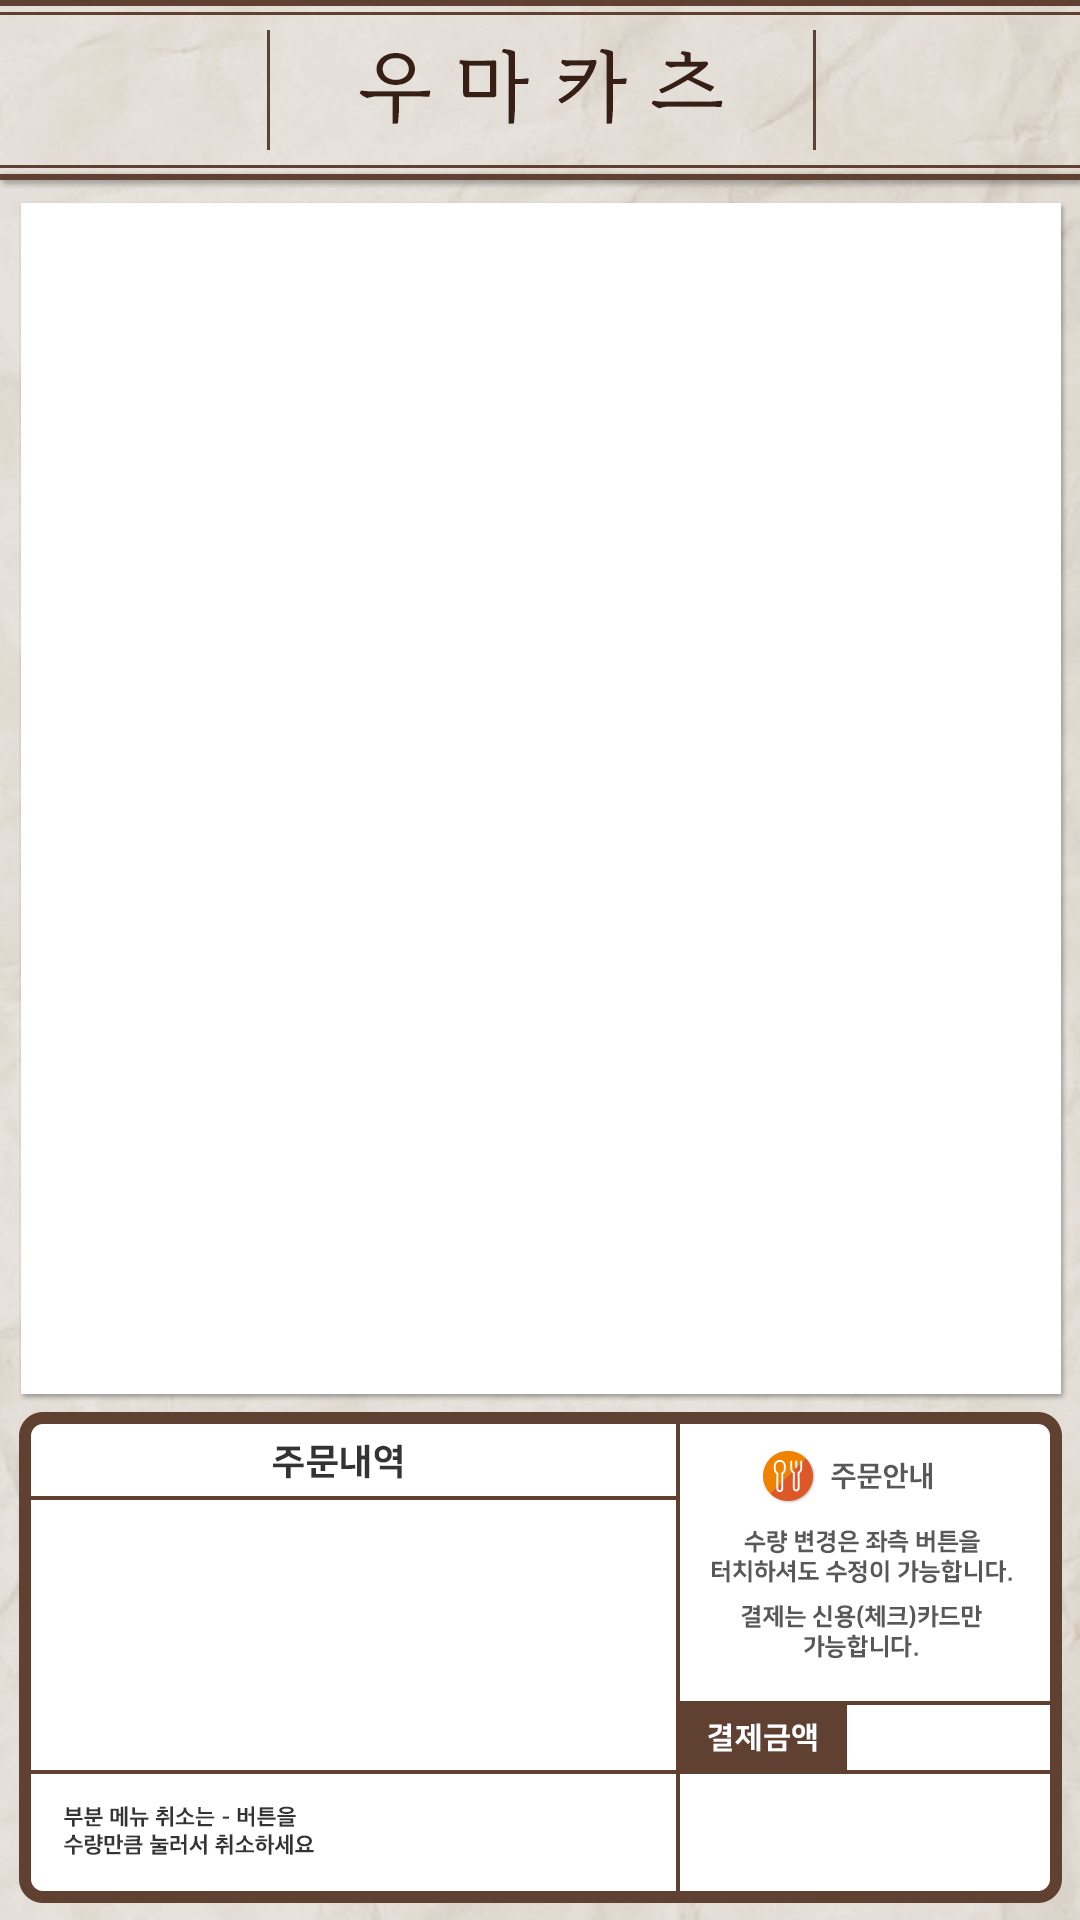 우마카츠
주문내역
주문안내
수량 변경은 좌측 버튼을
터치하셔도 수정이 가능합니다.
결제는 신용(체크)카드만
가능합니다.
결제금액
부분 메뉴 취소는 - 버튼을
수량만큼 눌러서 취소하세요